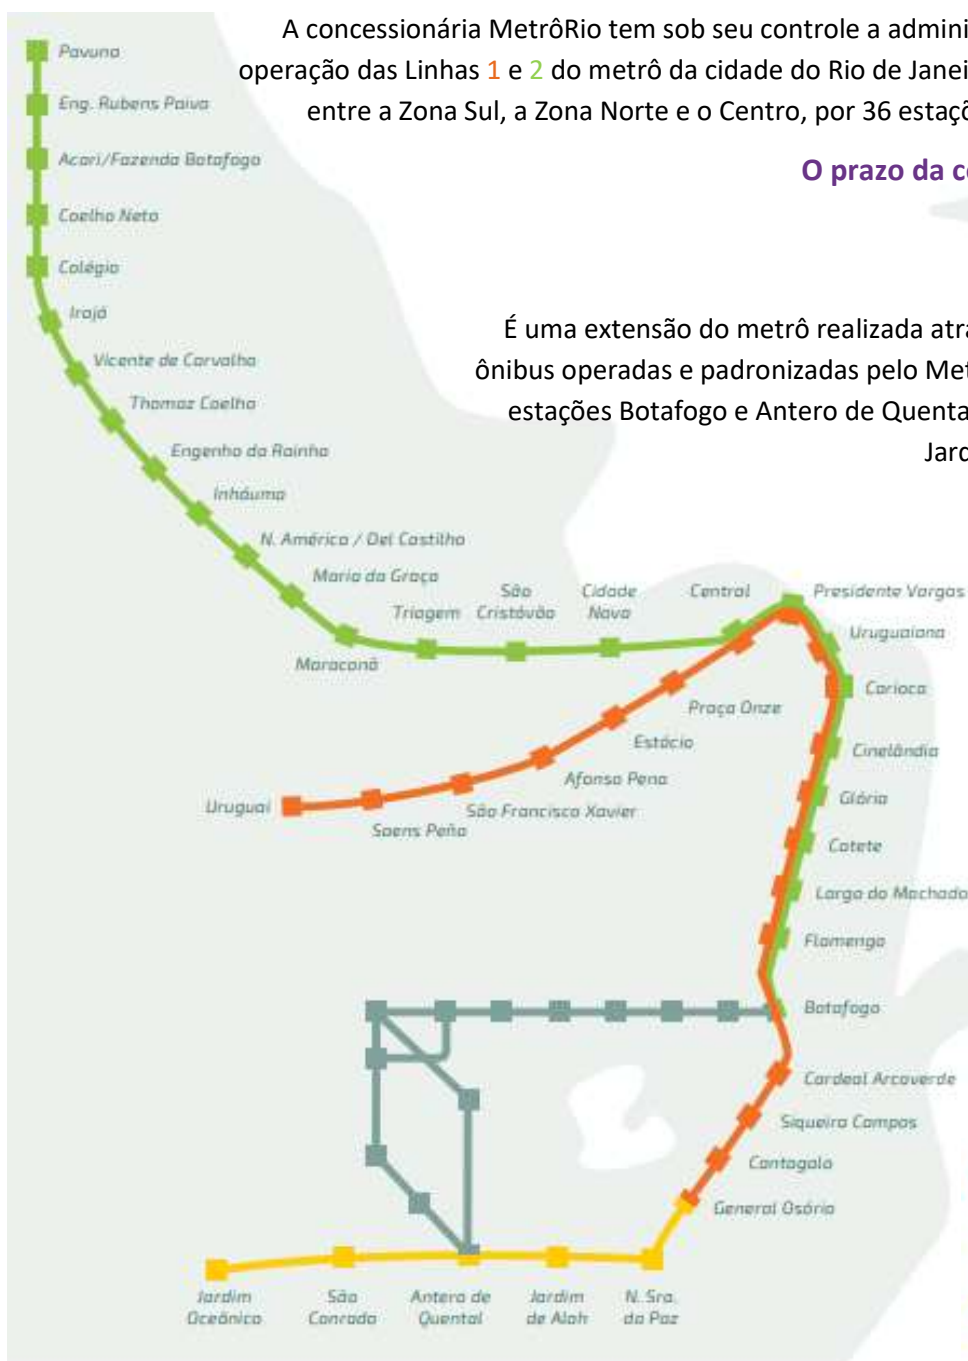 A concessionária MetrôRio tem sob seu controle a admini
operação das Linhas 1 e 2 do metrô da cidade do Rio de Janei
entre a Zona Sul, a Zona Norte e o Centro, por 36 estaçõ
O prazo da c
É uma extensão do metrô realizada atra
ônibus operadas e padronizadas pelo Met
estações Botafogo e Antero de Quenta
Jard
Pavuna
Eng. Rubens Paiva
Acari/Fazenda Botafogo
Coelho Neto
Colégio
Irajá
Vicente de Carvalho
Thomaz Coelho
Engenho da Rainha
Inhaúma
N. América / Del Castilho
Maria da Graça
Triagem
São
Cristóvão
Cidade
Nova
Central
Presidente Vargas
Uruguaiana
Maracanã
Carioca
Praça Onze
Estácio
Cinelândia
Afonso Pena
Glória
Uruguai
São Francisco Xavier
Saens Peña
Catete
Largo do Machado
Flamengo
Botafogo
Cardeal Arcoverde
Siqueira Campos
Cantagalo
General Osório
Jardim
Oceânico
São
Conrado
Antero de
Quental
Jardim
de Alah
N. Sra.
da Paz